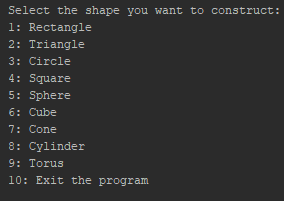 Select the shape you want to construct:
1: Rectangle
2: Triangle
3: Circle
4: Square
5: Sphere
6: Cube
7: Cone
8: Cylinder
9: Torus
10: Exit the program